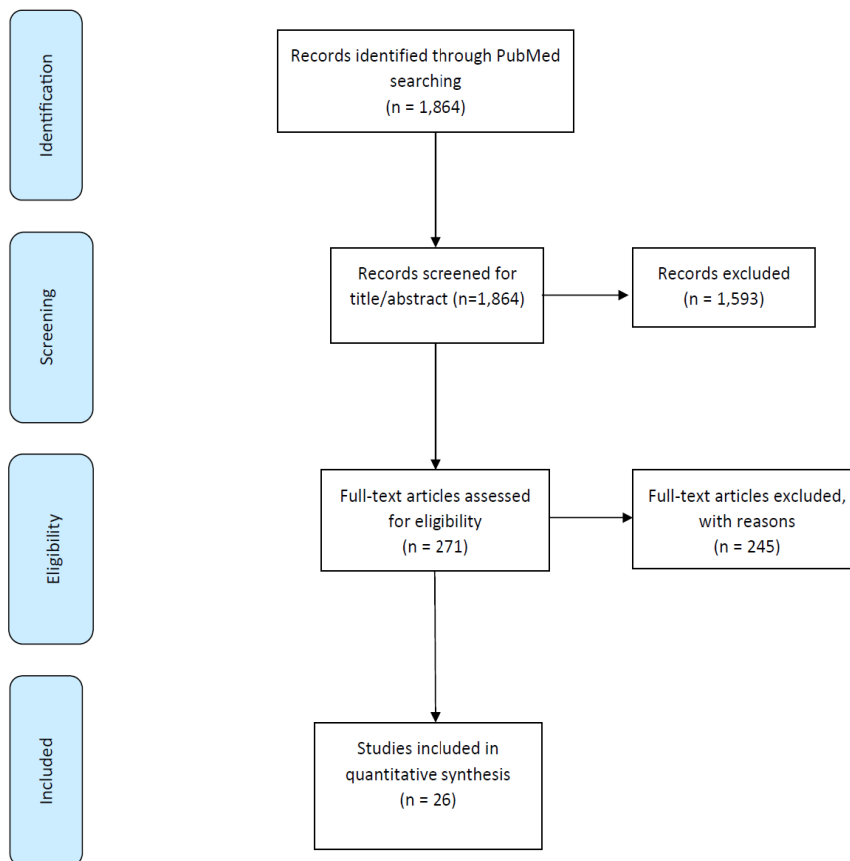 Identification
Records identified through PubMed
searching
(n = 1,864)
Screening
Records screened for
title/abstract (n=1,864)
Records excluded
(n = 1,593)
Eligibility
Full-text articles assessed
for eligibility
(n = 271)
Full-text articles excluded,
with reasons
(n = 245)
Included
Studies included in
quantitative synthesis
(n = 26)